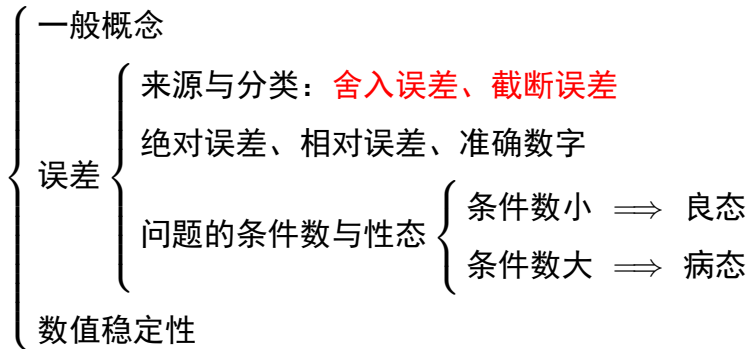 一般概念
来源与分类：舍入误差、截断误差
绝对误差、相对误差、准确数字
误差
条件数小 ⟹ 良态
问题的条件数与性态
条件数大 ⟹ 病态
数值稳定性